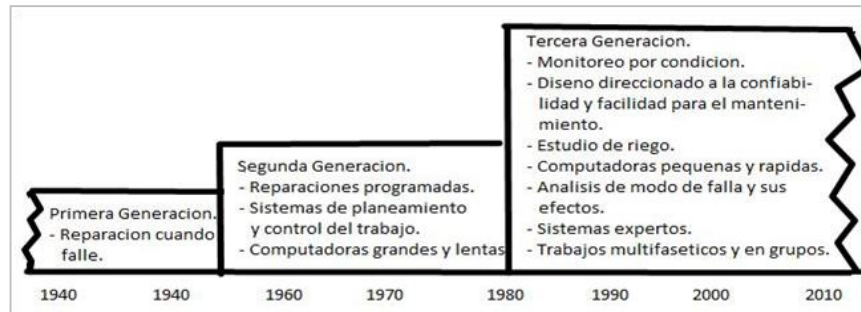 Primera Generacion.
- Reparacion cuando
falle.
Segunda Generacion.
- Reparaciones programadas.
- Sistemas de planeamiento
y control del trabajo.
- Computadoras grandes y lentas
Tercera Generacion.
- Monitoreo por condicion.
- Diseno direccionado a la confiabi-
lidad y facilidad para el manteni-
miento.
- Estudio de riego.
- Computadoras pequenas y rapidas.
- Analisis de modo de falla y sus
efectos.
- Sistemas expertos.
- Trabajos multifaseticos y en grupos.
1940 1940 1960 1970 1980 1990 2000 2010